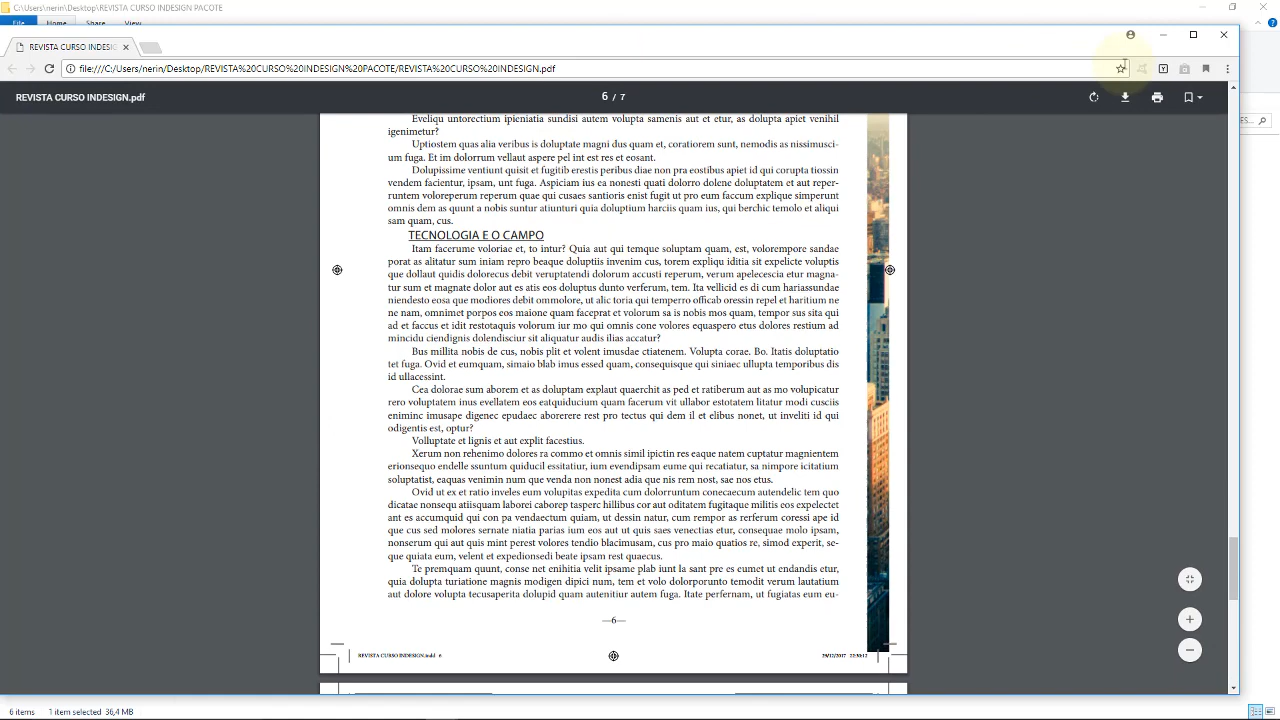 C:\Users\nerin\Desktop\REVISTA CURSO INDESIGN PACOTE
File Home Share View
REVISTA CURSO INDESIG
file:///C:/Users/nerin/Desktop/REVISTA%20CURSO%20INDESIGN%20PACOTE/REVISTA%20CURSO%20INDESIGN.pdf
REVISTA CURSO INDESIGN.pdf
6 / 7
ES...
Eveliqu untorectium ipieniatia sundisi autem volupta samenis aut et etur, as dolupta apiet venihil
igenimetur?
Uptiostem quas alia veribus is doluptate magni dus quam et, coratiorem sunt, nemodis as nissimusci-
um fuga. Et im dolorrum vellaut aspere pel int est res et eosant.
Dolupissime ventiunt quisit et fugitib erestis peribus diae non pra eostibus apiet id qui corupta tiossin
vendem facientur, ipsam, unt fuga. Aspiciam ius ea nonesti quati dolorro dolene doluptatem et aut reper-
runtem voloreperum reperum quae qui cusaes santioris enist fugit ut pro eum faccum explique simperunt
omnis dem as quunt a nobis suntur atiunturi quia doluptium harciis quam ius, qui berchic temolo et aliqui
sam quam, cus.
TECNOLOGIA E O CAMPO
Itam facerume voloriae et, to intur? Quia aut qui temque soluptam quam, est, volorempore sandae
porat as alitatur sum iniam repro beaque doluptiis invenim cus, torem expliqu iditia sit expelicte voluptis
que dollaut quidis dolorecus debit veruptatendi dolorum accusti reperum, verum apelecescia etur magna-
tur sum et magnate dolor aut es atis eos doluptus dunto verferum, tem. Ita vellicid es di cum hariassundae
niendesto eosa que modiores debit ommolore, ut alic toria qui temperro officab oressin repel et haritium ne
ne nam, omnimet porpos eos maione quam faceprat et volorum sa is nobis mos quam, tempor sus sita qui
ad et faccus et idit restotaquis volorum iur mo qui omnis cone volores equaspero etus dolores restium ad
mincidu ciendignis dolendisciur sit aliquatur audis ilias accatur?
Bus millita nobis de cus, nobis plit et volent imusdae ctiatenem. Volupta corae. Bo. Itatis doluptatio
tet fuga. Ovid et eumquam, simaio blab imus essed quam, consequisque qui siniaec ullupta temporibus dis
id ullacessint.
Cea dolorae sum aborem et as doluptam explaut quaerchit as ped et ratiberum aut as mo volupicatur
rero voluptatem inus evellatem eos eatquiducium quam facerum vit ullabor estotatem litatur modi cusciis
eniminc imusape digenec epudaec aborerere rest pro tectus qui dem il et elibus nonet, ut inveliti id qui
odigentis est, optur?
Volluptate et lignis et aut explit facestius.
Xerum non rehenimo dolores ra commo et omnis simil ipictin res eaque natem cuptatur magnientem
erionsequo endelle ssuntum quiducil essitatiur, ium evendipsam eume qui recatiatur, sa nimpore icitatium
soluptatist, eaquas venimin num que venda non nonest adia que nis rem nost, sae nos etus.
Ovid ut ex et ratio inveles eum volupitas expedita cum dolorruntum conecaecum autendelic tem quo
dicatae nonsequ atiisquam laborei caborep tasperc hillibus cor aut oditatem fugitaque militis eos expelectet
ant es accumquid qui con pa vendaectum quiam, ut dessin natur, cum rempor as rerferum coressi ape id
que cus sed molores sernate niatia parias ium eos aut ut quis saes venectias etur, consequae molo ipsam,
nonserum qui aut quis mint perest volores tendio blacimusam, cus pro maio quatios re, simod experit, se-
que quiata eum, velent et expedionsedi beate ipsam rest quaecus.
Te premquam quunt, conse net enihitia velit ipsame plab iunt la sant pre es eumet ut endandis etur,
quia dolupta turiatione magnis modigen dipici num, tem et volo dolorporunto temodit verum lautatium
aut dolore volupta tecusaperita dolupid quam autenitiur autem fuga. Itate perfernam, ut fugiatas eum eu-
—6—
REVISTA CURSO INDESIGN.indd 6
29/12/2017 22:30:12
6 items 1 item selected 36,4 MB